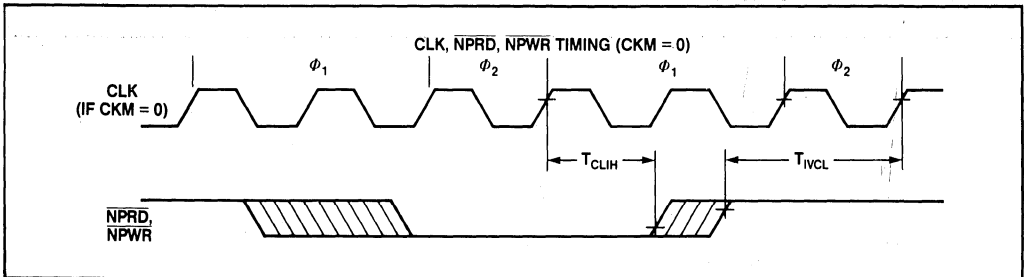 CLK, NPRD, NPWR TIMING (CKM = 0)
Φ1 Φ2 Φ1 Φ2
CLK
(IF CKM = 0)
TCLIH TIVCL
NPRD,
NPWR